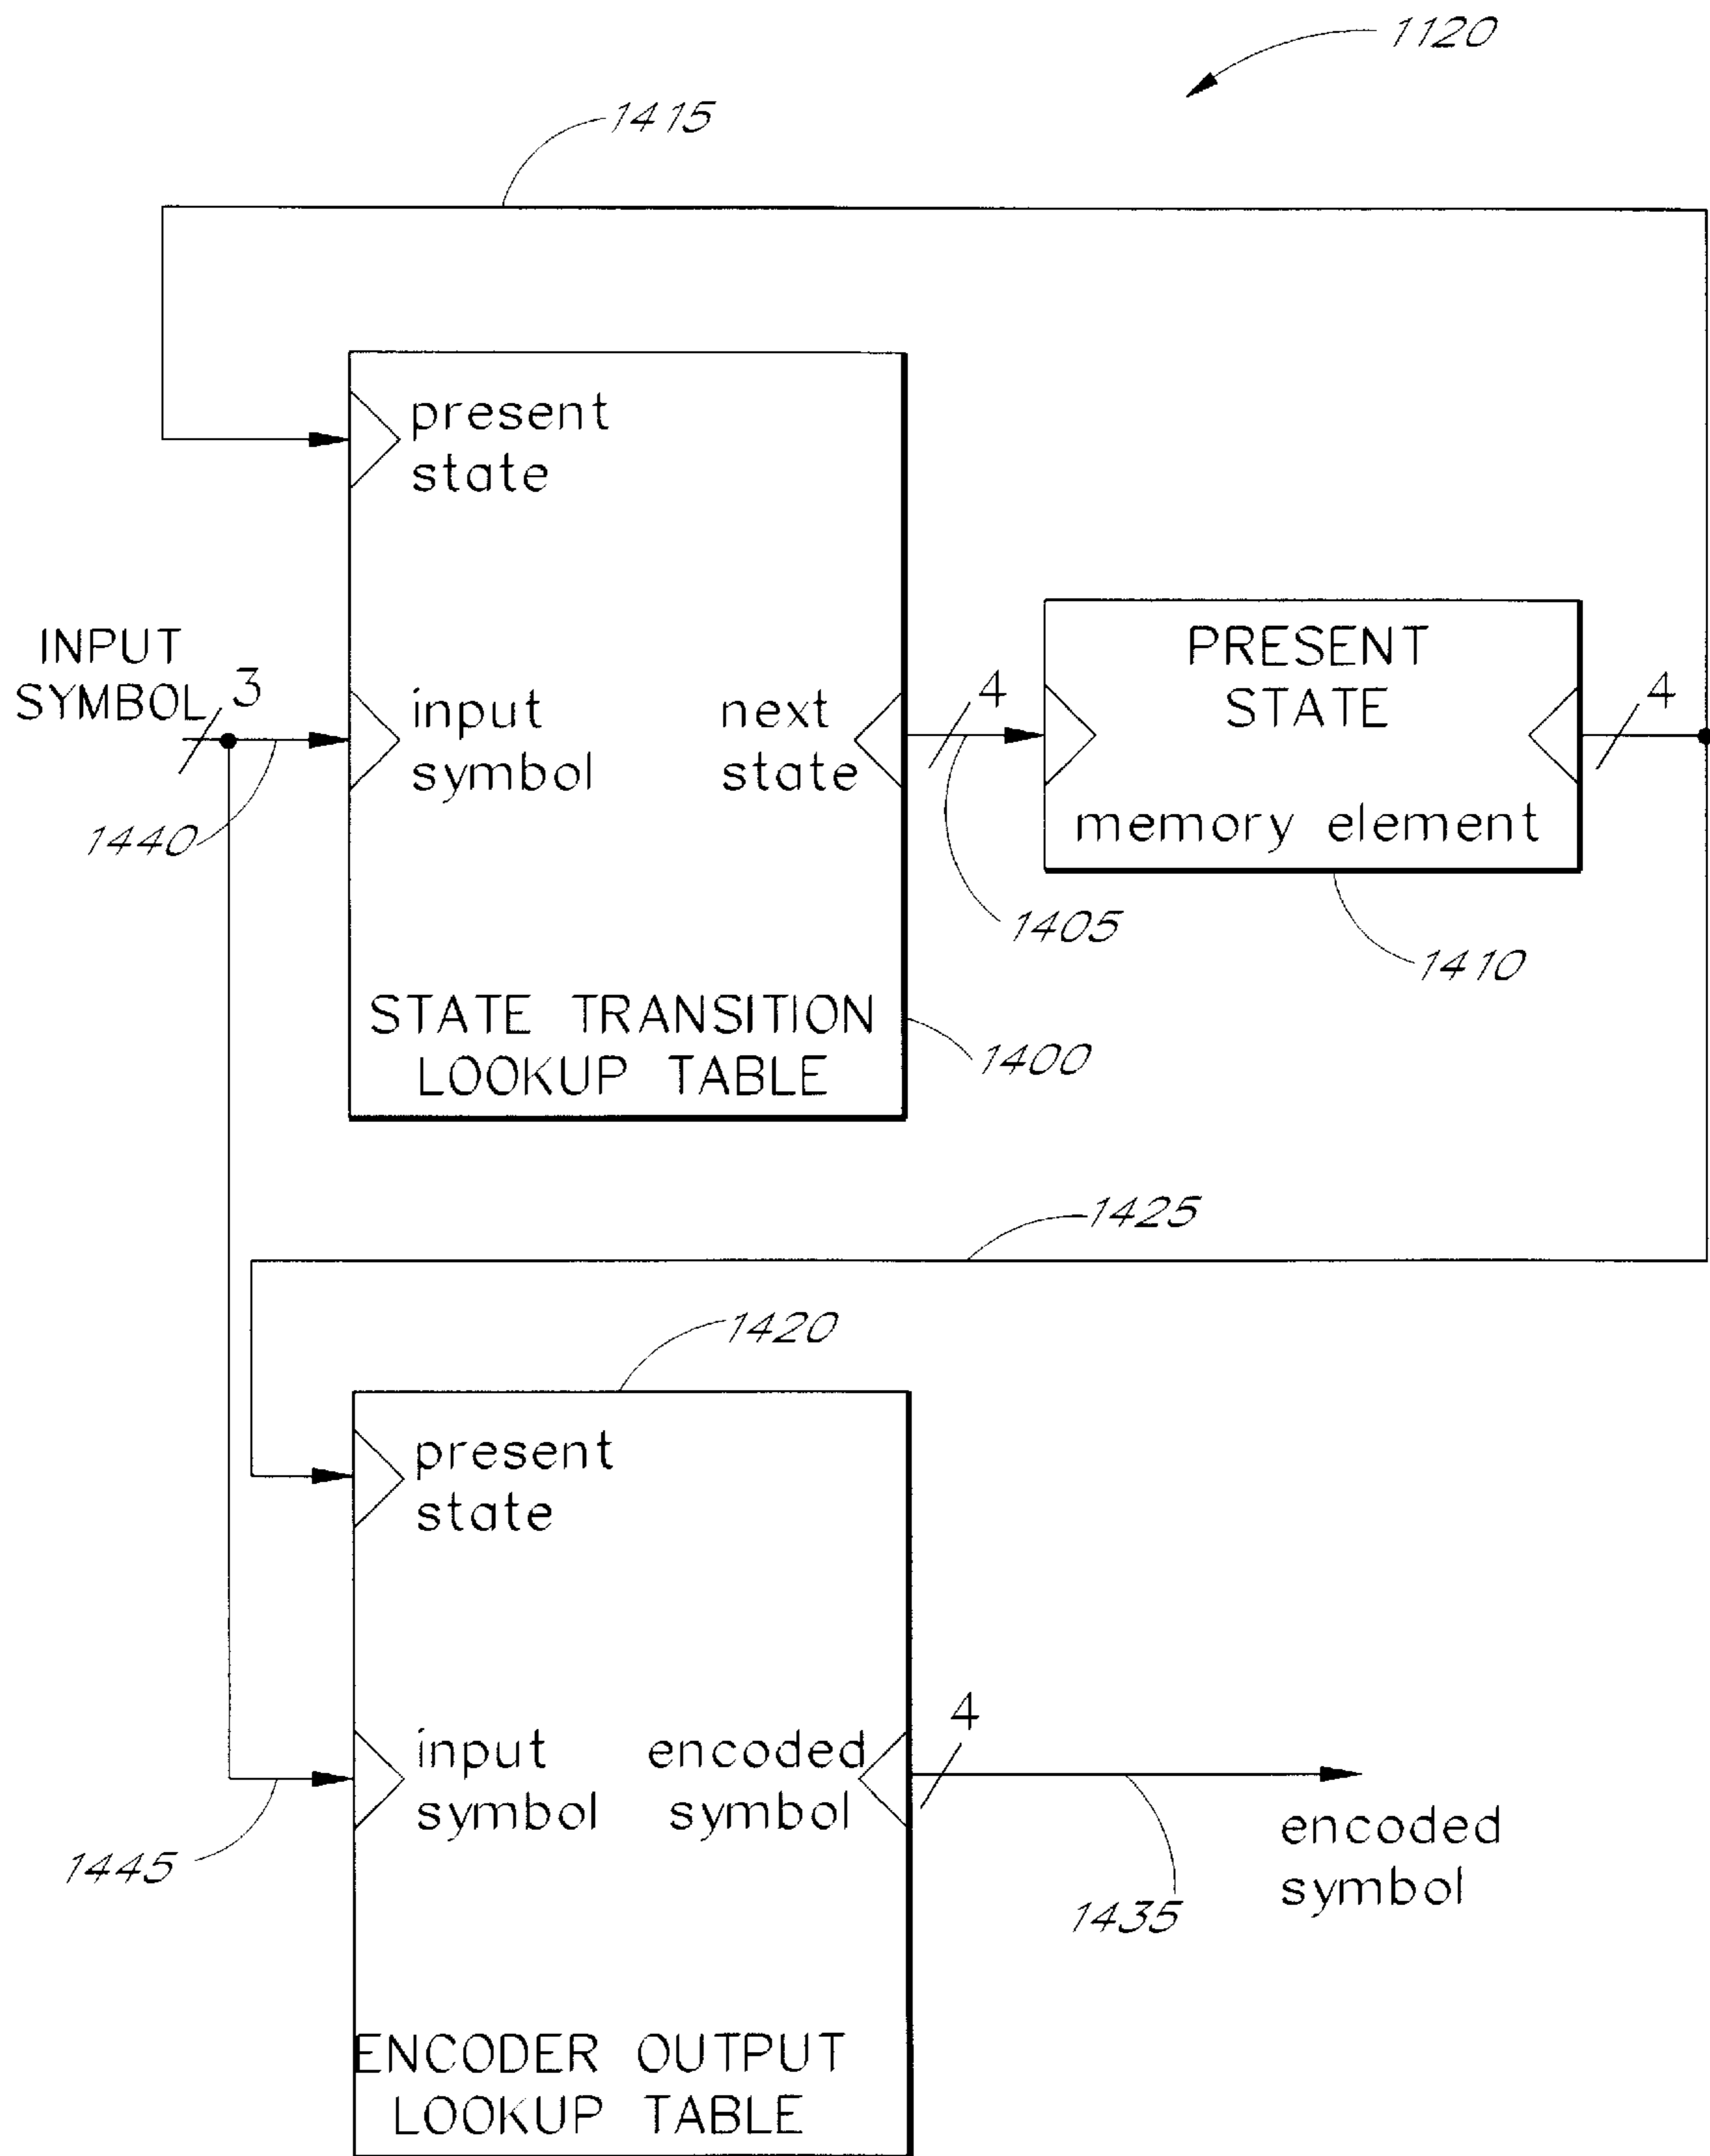 1120
1415
present
state
INPUT
SYMBOL
3
input
symbol
next
state
4
PRESENT
STATE
4
memory element
1440
1405
1410
STATE TRANSITION
LOOKUP TABLE
1400
1425
1420
present
state
input
symbol
encoded
symbol
4
encoded
symbol
1445
1435
ENCODER OUTPUT
LOOKUP TABLE